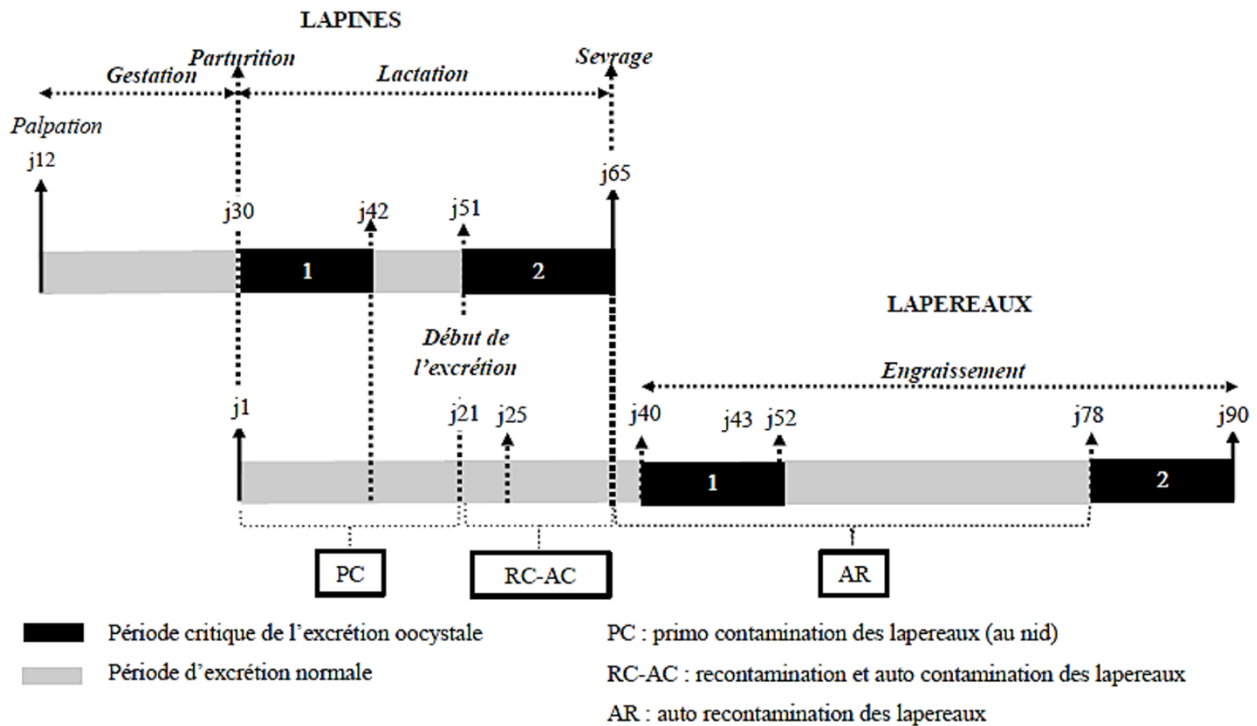 LAPINES
Parturition
Sevrage
Gestation
Lactation
Palpation
j12
j65
j30
j42
j51
1
2
LAPEREAUX
Début de
l'excrétion
Engraissement
j1
j21
j25
j40
j43
j52
j78
j90
1
2
PC
RC-AC
AR
Période critique de l'excrétion oocystale
PC : primo contamination des lapereaux (au nid)
Période d'excrétion normale
RC-AC : recontamination et auto contamination des lapereaux
AR : auto recontamination des lapereaux